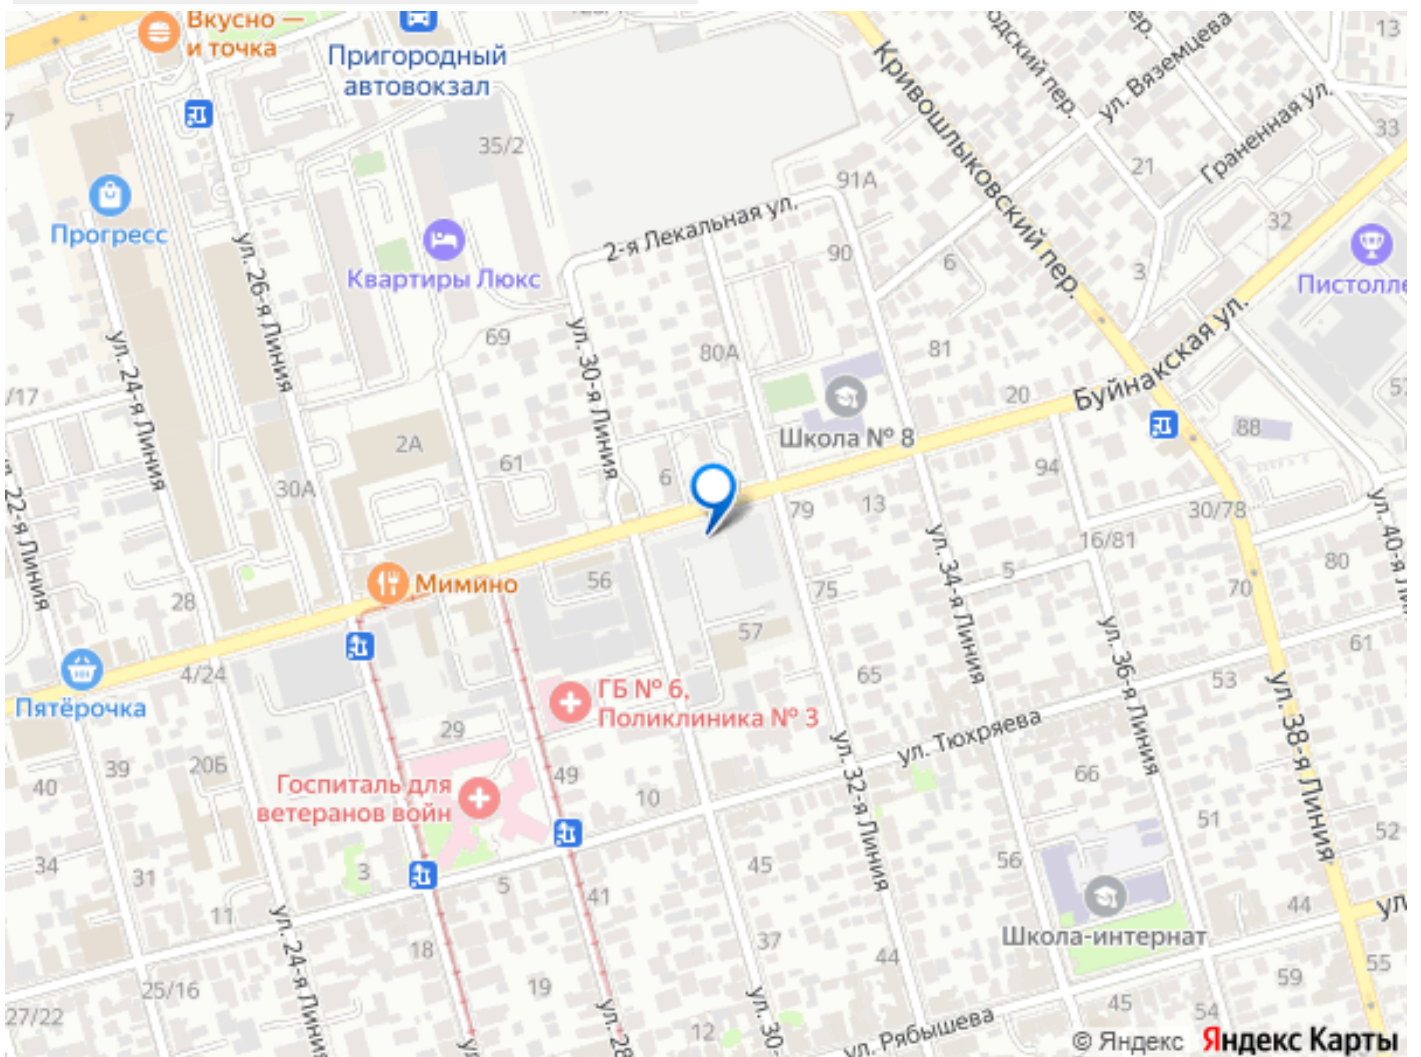 Вкусно —
и точка
Пригородный
автовокзал
Кривошлыковский пер.
ул. Вяземцева
Граненная ул.
13
33
35/2
21
91А
32
Прогресс
2-я Лекальная ул.
90
6
3
Квартиры Люкс
Пистолле
ул. 26-я Линия
69
80А
81
20
Буйнакская ул.
/17
ул. 24-я Линия
ул. 30-я Линия
2А
Школа № 8
88
61
6
94
30А
22-я Линия
79
13
30/78
ул. 40-я Ли
16/81
Мимино
56
5
80
28
75
ул. 34-я Линия
70
57
ул. 36-я Линия
61
4/24
65
53
Пятёрочка
ГБ № 6,
Поликлиника № 3
ул. Тюхряева
ул. 38-я Линия
29
39
20Б
40
49
10
66
Госпиталь для
ветеранов войн
ул. 32-я Линия
51
52
34
31
3
5
45
56
41
11
44
ул
18
37
Школа-интернат
ул. 24-я Линия
44
59
55
25/16
19
27/22
ул. 28
ул. 30-
12
45
54
ул. Рябышева
© Яндекс Яндекс Карты